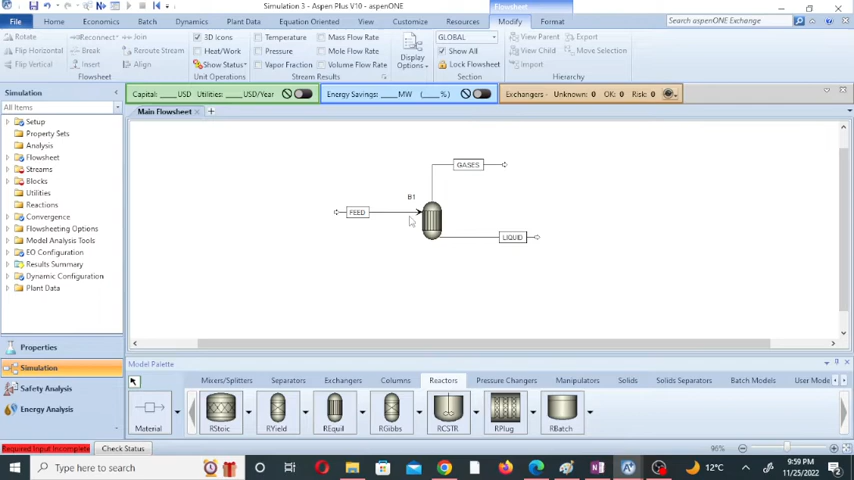 Simulation 3 - Aspen Plus V10 - aspenONE
Flowsheet
File Home Economics Batch Dynamics Plant Data Equation Oriented View Customize Resources Modify Format Search aspenONE Exchange
Rotate Reconnect Join 3D Icons Temperature Mass Flow Rate GLOBAL View Parent Export
Flip Horizontal Break Reroute Stream Heat/Work Pressure Mole Flow Rate Display Options Show All View Child Move Selection
Flip Vertical Insert Align Show Status Vapor Fraction Volume Flow Rate Lock Flowsheet Import
Flowsheet Unit Operations Stream Results Section Hierarchy
Simulation
Capital: ____USD Utilities: ____USD/Year Energy Savings: ____MW (____%) Exchangers - Unknown: 0 OK: 0 Risk: 0
All Items
Main Flowsheet +
Setup
Property Sets
Analysis
Flowsheet
Streams
Blocks
Utilities
Reactions
Convergence
Flowsheeting Options
Model Analysis Tools
EO Configuration
Results Summary
Dynamic Configuration
Plant Data
GASES
B1
FEED
LIQUID
Properties
Simulation
Safety Analysis
Energy Analysis
Model Palette
Mixers/Splitters Separators Exchangers Columns Reactors Pressure Changers Manipulators Solids Solids Separators Batch Models User Mode
Material RStoic RYield REquil RGibbs RCSTR RPlug RBatch
Required Input Incomplete Check Status 96%
Type here to search 12°C 9:59 PM
11/25/2022
2